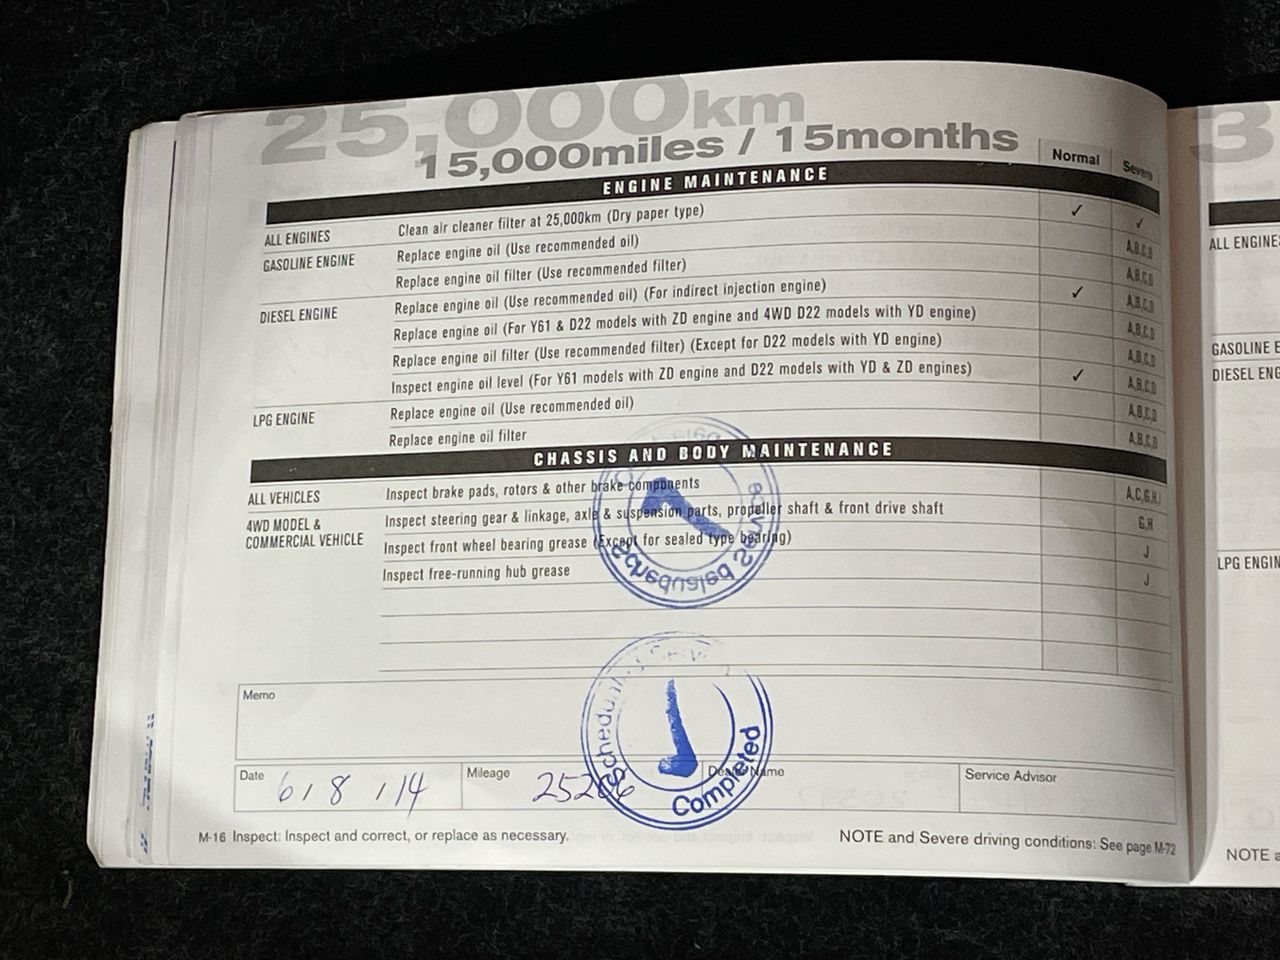 25,000km
15,000miles / 15months
Normal Severe
ENGINE MAINTENANCE
ALL ENGINES Clean air cleaner filter at 25,000km (Dry paper type) ✓ ✓
GASOLINE ENGINE Replace engine oil (Use recommended oil) A,B,C,D
Replace engine oil filter (Use recommended filter) A,B,C,D
DIESEL ENGINE Replace engine oil (Use recommended oil) (For indirect injection engine) ✓ A,B,C,D
Replace engine oil (For Y61 & D22 models with ZD engine and 4WD D22 models with YD engine) A,B,C,D
Replace engine oil filter (Use recommended filter) (Except for D22 models with YD engine) A,B,C,D
Inspect engine oil level (For Y61 models with ZD engine and D22 models with YD & ZD engines) ✓ A,B,C,D
LPG ENGINE Replace engine oil (Use recommended oil) A,B,C,D
Replace engine oil filter A,B,C,D
CHASSIS AND BODY MAINTENANCE
ALL VEHICLES Inspect brake pads, rotors & other brake components A,C,G,H,
4WD MODEL & COMMERCIAL VEHICLE Inspect steering gear & linkage, axle & suspension parts, propeller shaft & front drive shaft G,H
Inspect front wheel bearing grease (Except for sealed type bearing) J
Inspect free-running hub grease J
Scheduled Service
Scheduled Service
Completed
Memo
Date 6 / 8 / 14 Mileage Dealer Name Service Advisor
M-16 Inspect: Inspect and correct, or replace as necessary.
NOTE and Severe driving conditions: See page M-72
3
ALL ENGINE
GASOLINE E
DIESEL ENG
LPG ENGIN
NOTE a